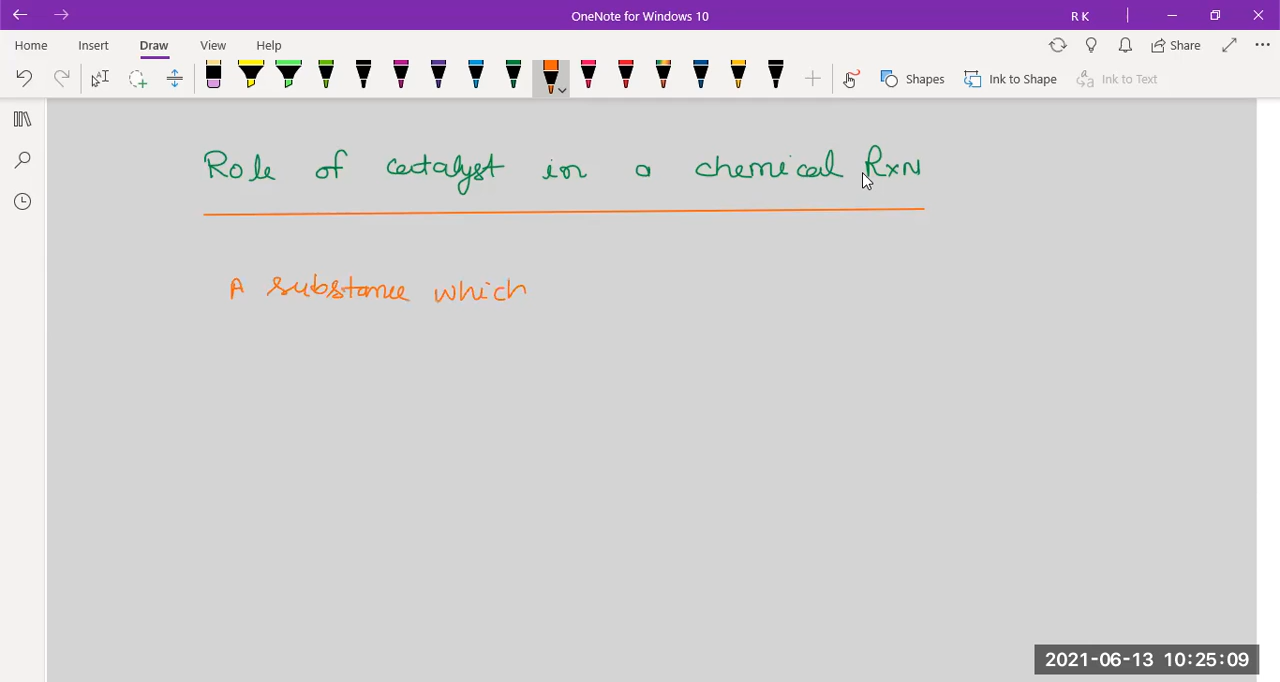 OneNote for Windows 10
R K
Home Insert Draw View Help
Share
Shapes Ink to Shape Ink to Text
Role of catalyst in a chemical RxN
A substance which
2021-06-13 10:25:09